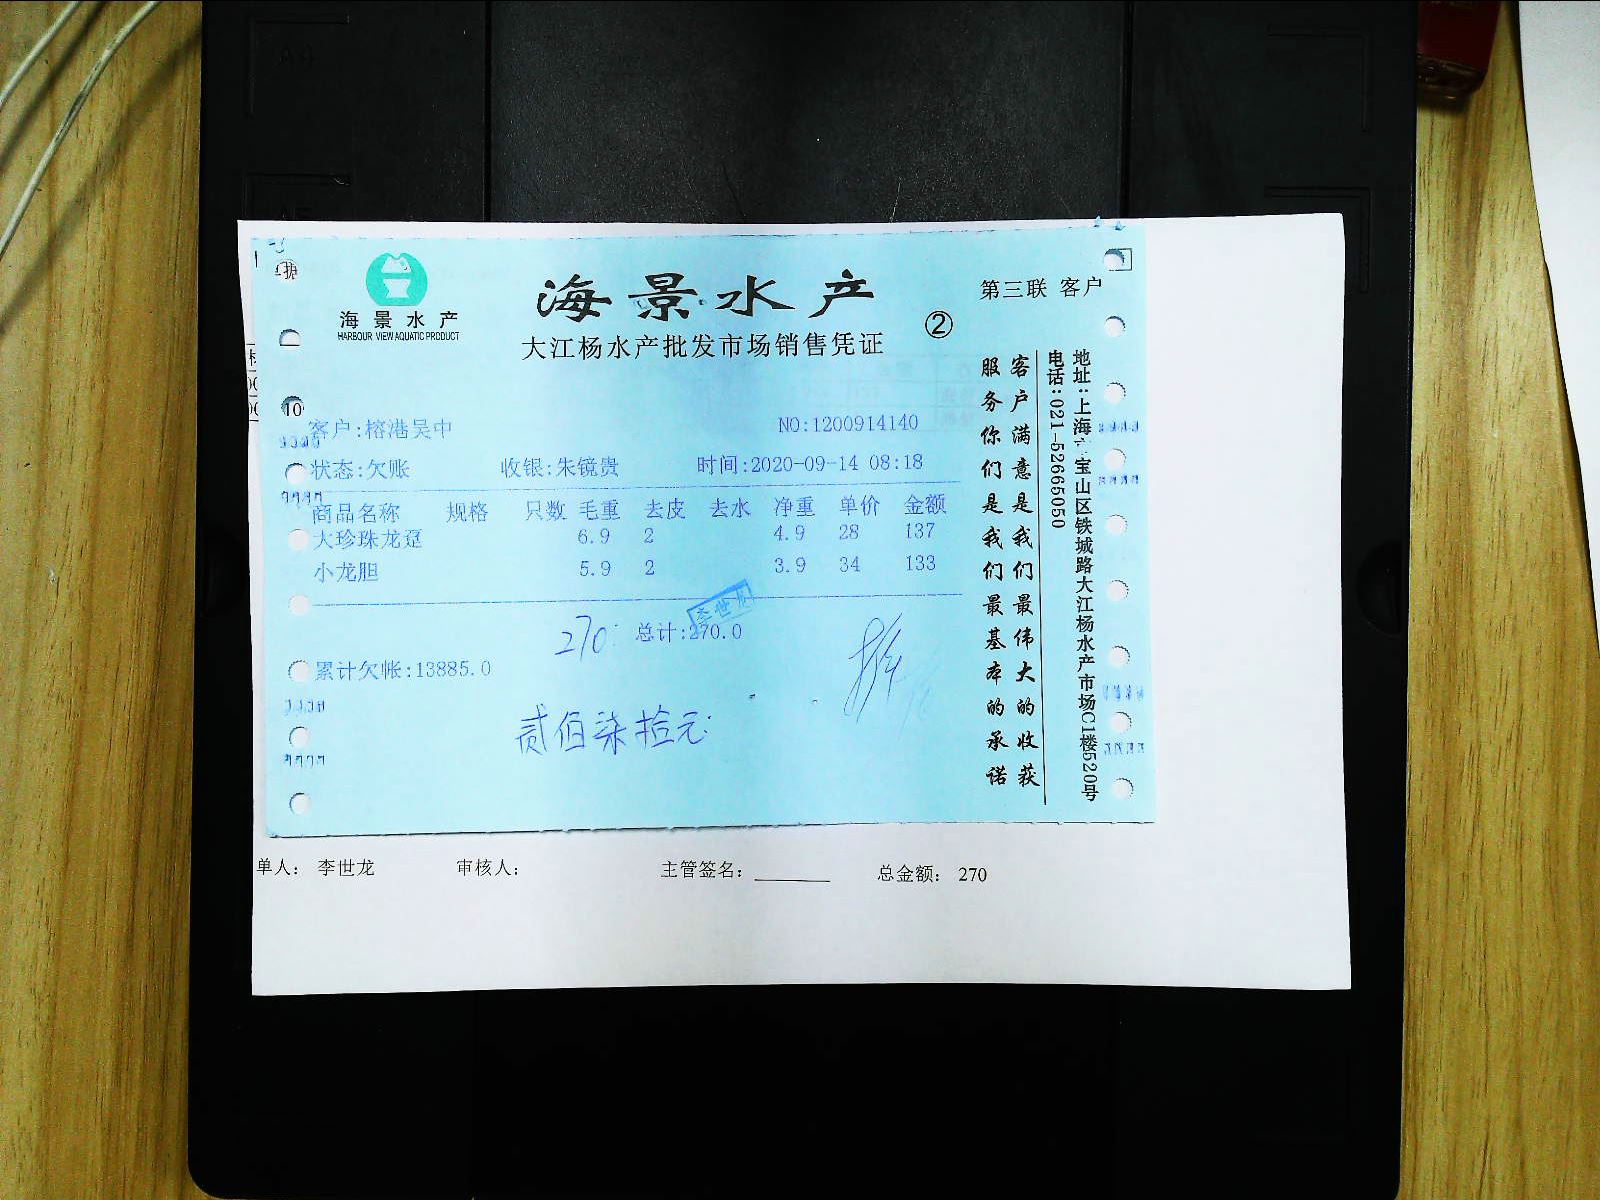 海景水产
HARBOUR VIEW AQUATIC PRODUCT
海景水产
大江杨水产批发市场销售凭证
②
第三联 客户
客户:榕港吴中
NO:1200914140
状态:欠账 收银:朱镜贵 时间:2020-09-14 08:18
商品名称 规格 只数 毛重 去皮 去水 净重 单价 金额
大珍珠龙趸 6.9 2 4.9 28 137
小龙胆 5.9 2 3.9 34 133
270 总计:270.0
累计欠帐:13885.0
贰佰柒拾元
客户满意是我们最伟大的收获
服务你们是我们最基本的承诺
地址:上海市宝山区铁城路大江杨水产市场C1楼520号
电话:021-52665050
单人: 李世龙 审核人: 主管签名: 总金额: 270